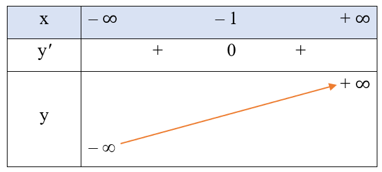 x – ∞ – 1 + ∞
y′ + 0 +
+ ∞
y
– ∞